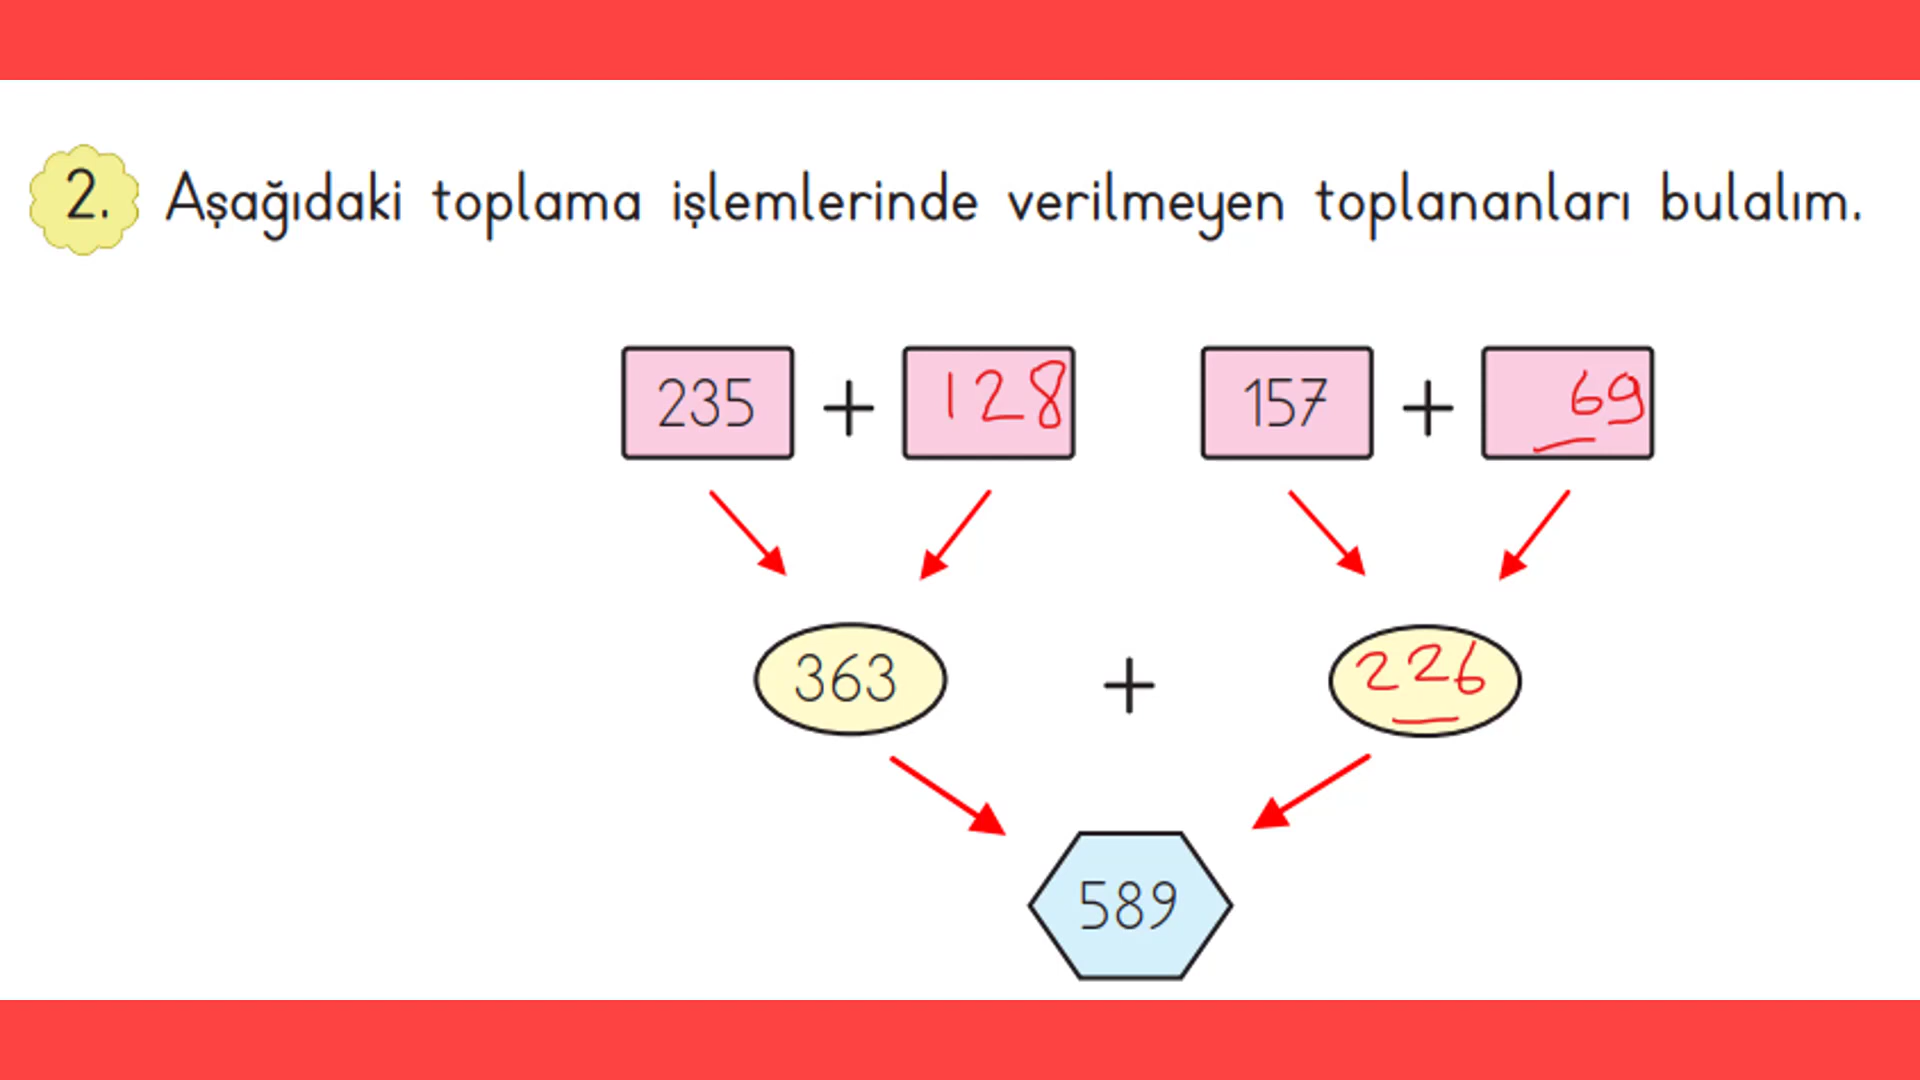 2. Aşağıdaki toplama işlemlerinde verilmeyen toplananları bulalım.
235 + 128 157 + 69
363 + 226
589